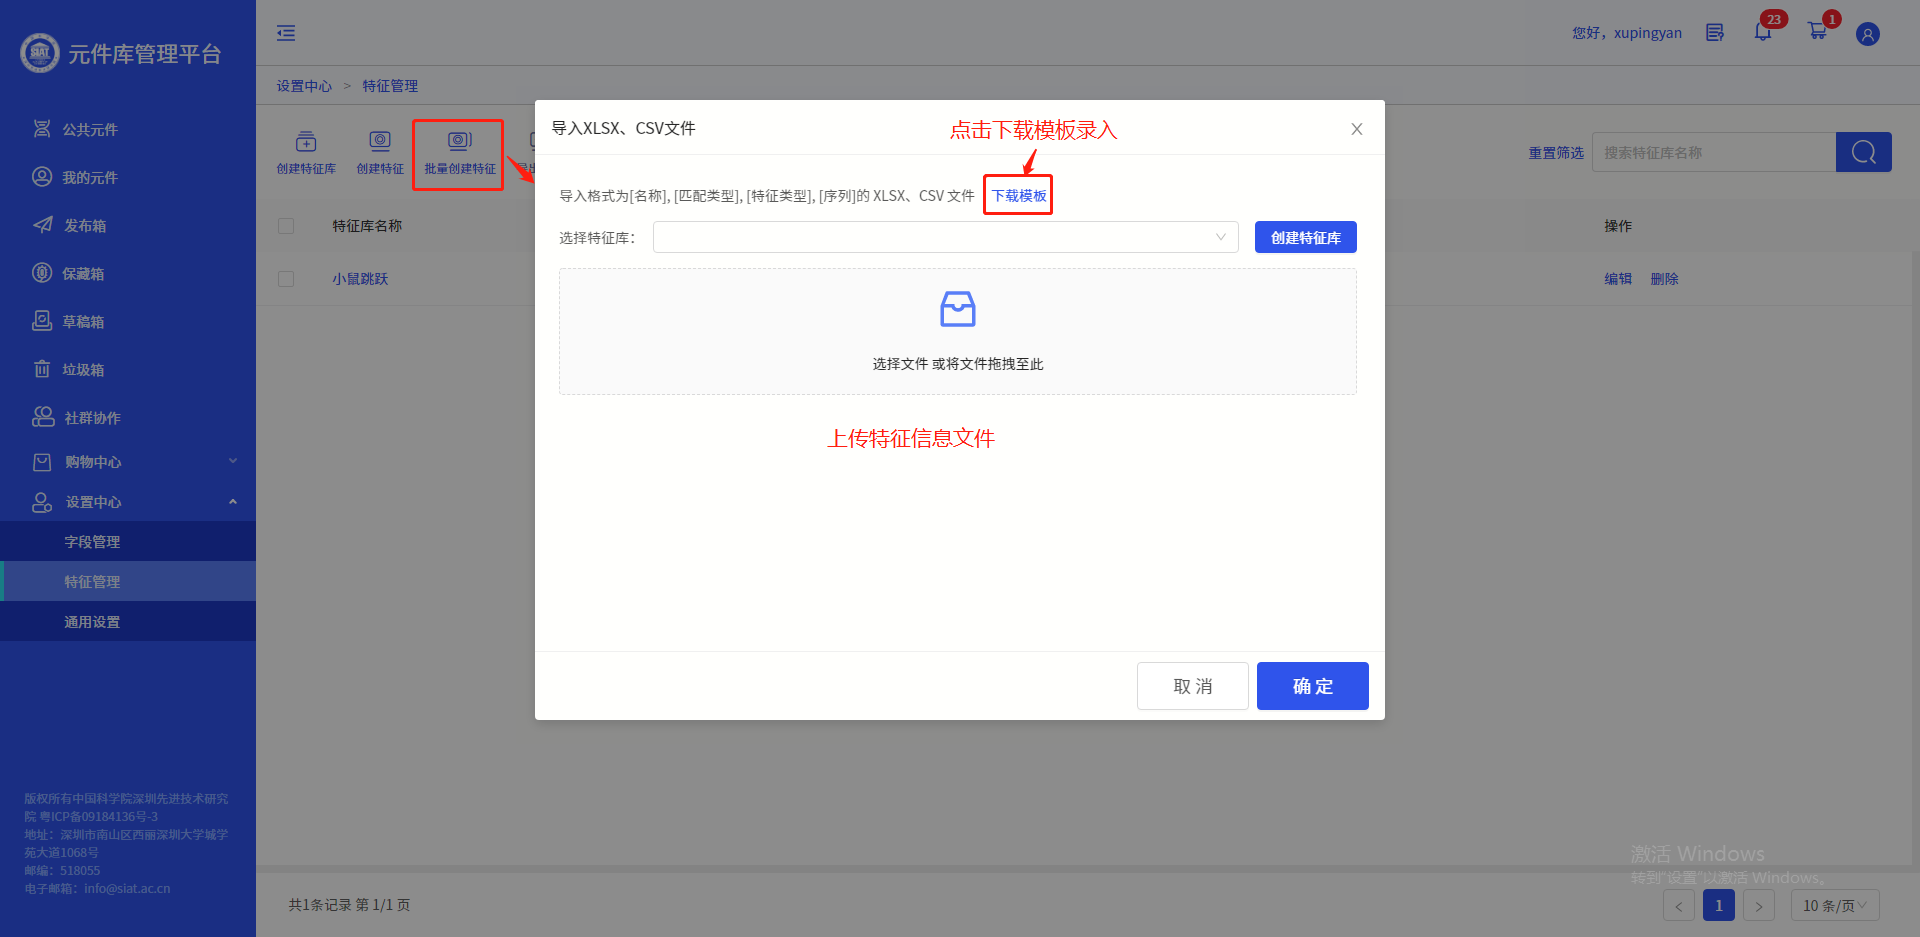 元件库管理平台
公共元件
我的元件
发布箱
保藏箱
草稿箱
垃圾箱
社群协作
购物中心
设置中心
字段管理
特征管理
通用设置
版权所有中国科学院深圳先进技术研究
院 粤ICP备09184136号-3
地址：深圳市南山区西丽深圳大学城学
苑大道1068号
邮编：518055
电子邮箱：info@siat.ac.cn
您好，xupingyan
23
1
设置中心 > 特征管理
创建特征库
创建特征
批量创建特征
重置筛选
搜索特征库名称
特征库名称
操作
小鼠跳跃
编辑 删除
导入XLSX、CSV文件
点击下载模板录入
导入格式为[名称], [匹配类型], [特征类型], [序列]的 XLSX、CSV 文件 下载模板
选择特征库：
创建特征库
选择文件 或将文件拖拽至此
上传特征信息文件
取 消
确 定
激活 Windows
转到"设置"以激活 Windows。
共1条记录 第 1/1 页
< 1 > 10 条/页